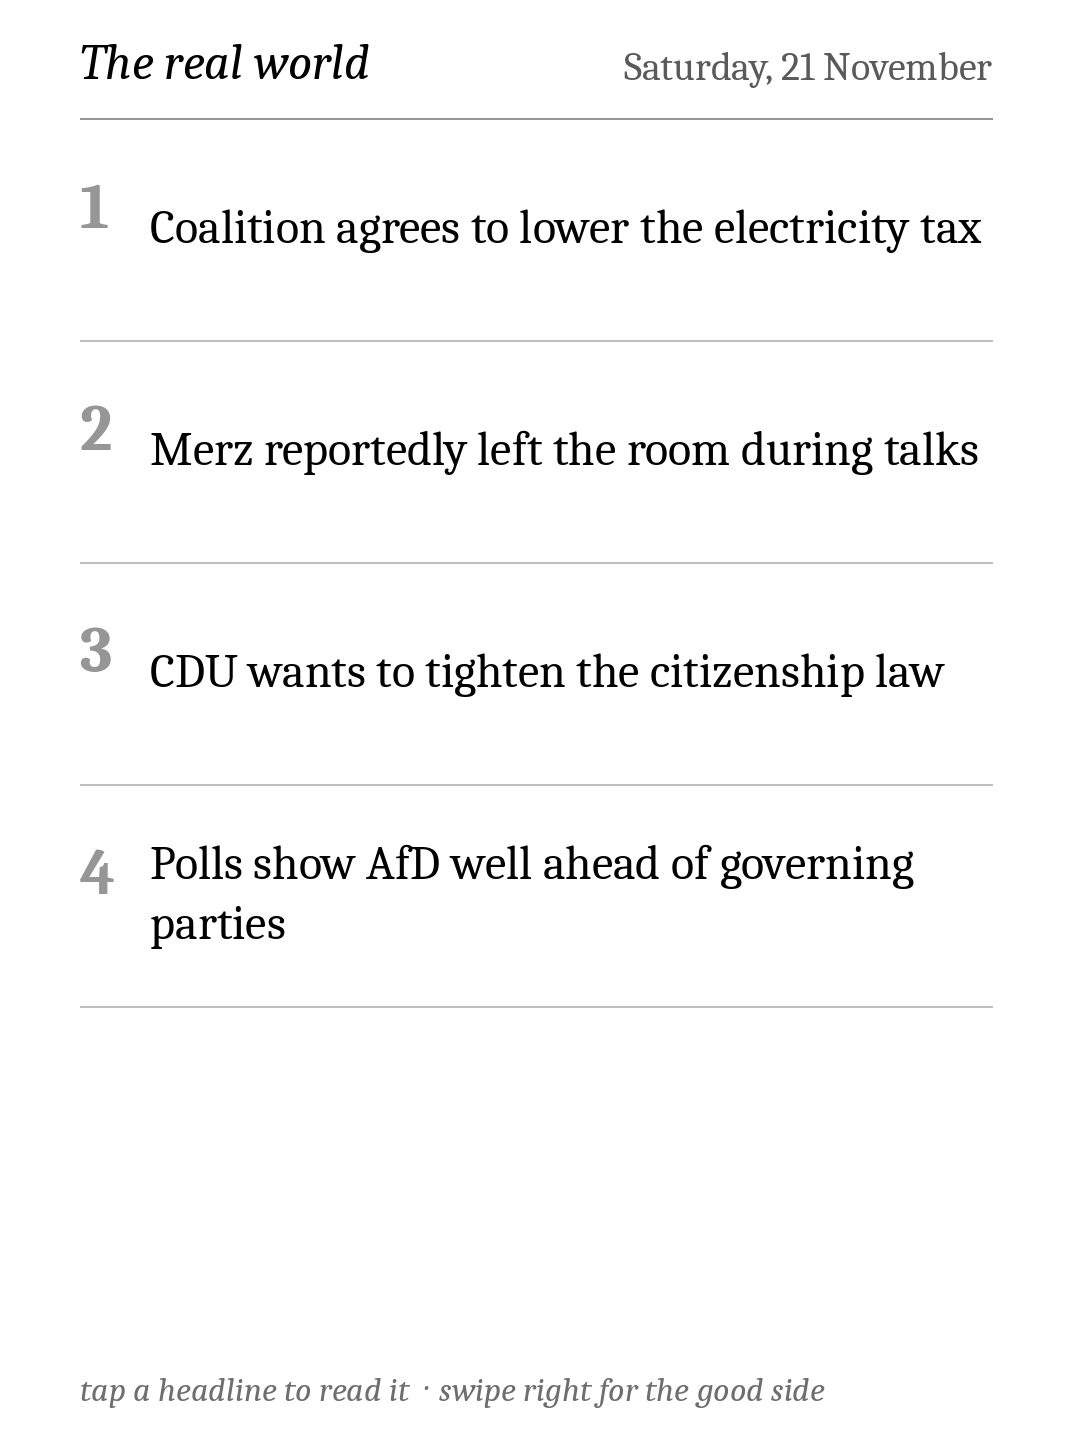 The real world
Saturday, 21 November
1
Coalition agrees to lower the electricity tax
2
Merz reportedly left the room during talks
3
CDU wants to tighten the citizenship law
4
Polls show AfD well ahead of governing
parties
tap a headline to read it · swipe right for the good side